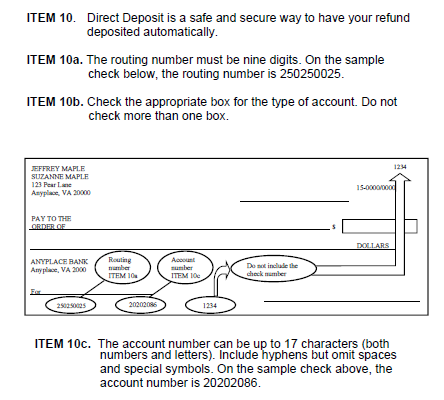 ITEM 10. Direct Deposit is a safe and secure way to have your refund
deposited automatically.
ITEM 10a. The routing number must be nine digits. On the sample
check below, the routing number is 250250025.
ITEM 10b. Check the appropriate box for the type of account. Do not
check more than one box.
JEFFREY MAPLE
SUZANNE MAPLE
123 Pear Lane
Anyplace, VA 20000
1234
15-0000/0000
PAY TO THE
ORDER OF
$
DOLLARS
ANYPLACE BANK
Anyplace, VA 2000
Routing
number
ITEM 10a
Account
number
ITEM 10c
Do not include the
check number
For
250250025
20202086
1234
ITEM 10c. The account number can be up to 17 characters (both
numbers and letters). Include hyphens but omit spaces
and special symbols. On the sample check above, the
account number is 20202086.